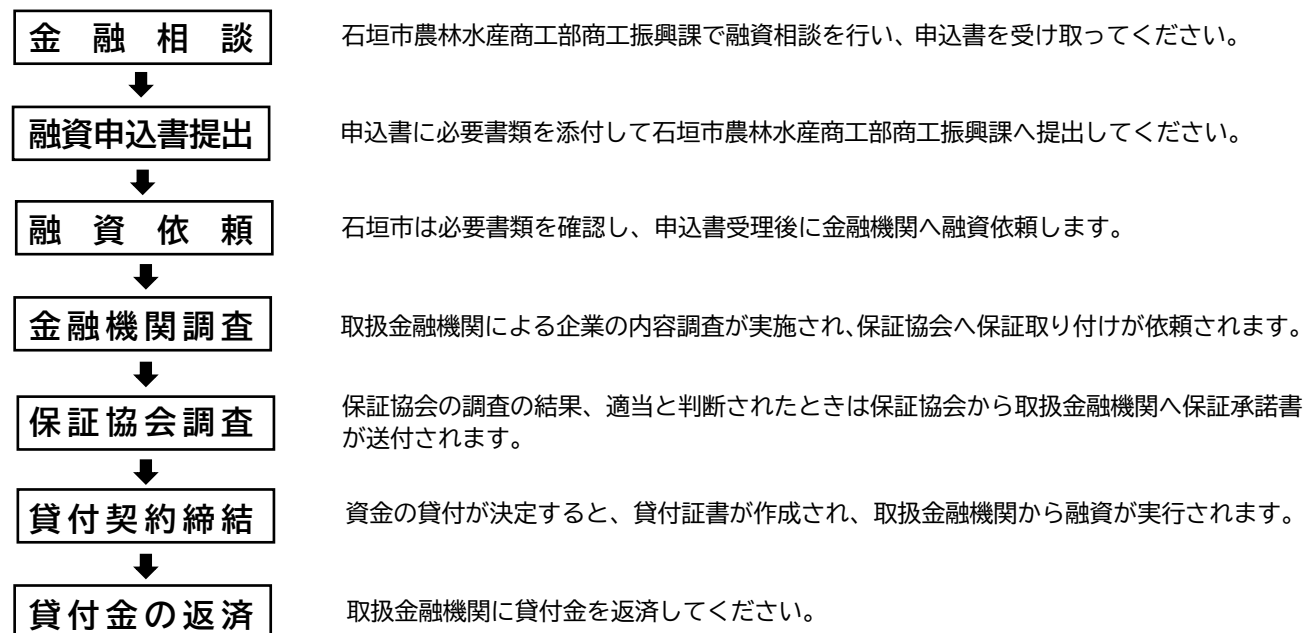 金融相談
石垣市農林水産商工部商工振興課で融資相談を行い、申込書を受け取ってください。
融資申込書提出
申込書に必要書類を添付して石垣市農林水産商工部商工振興課へ提出してください。
融資依頼
石垣市は必要書類を確認し、申込書受理後に金融機関へ融資依頼します。
金融機関調査
取扱金融機関による企業の内容調査が実施され、保証協会へ保証取り付けが依頼されます。
保証協会調査
保証協会の調査の結果、適当と判断されたときは保証協会から取扱金融機関へ保証承諾書
が送付されます。
貸付契約締結
資金の貸付が決定すると、貸付証書が作成され、取扱金融機関から融資が実行されます。
貸付金の返済
取扱金融機関に貸付金を返済してください。